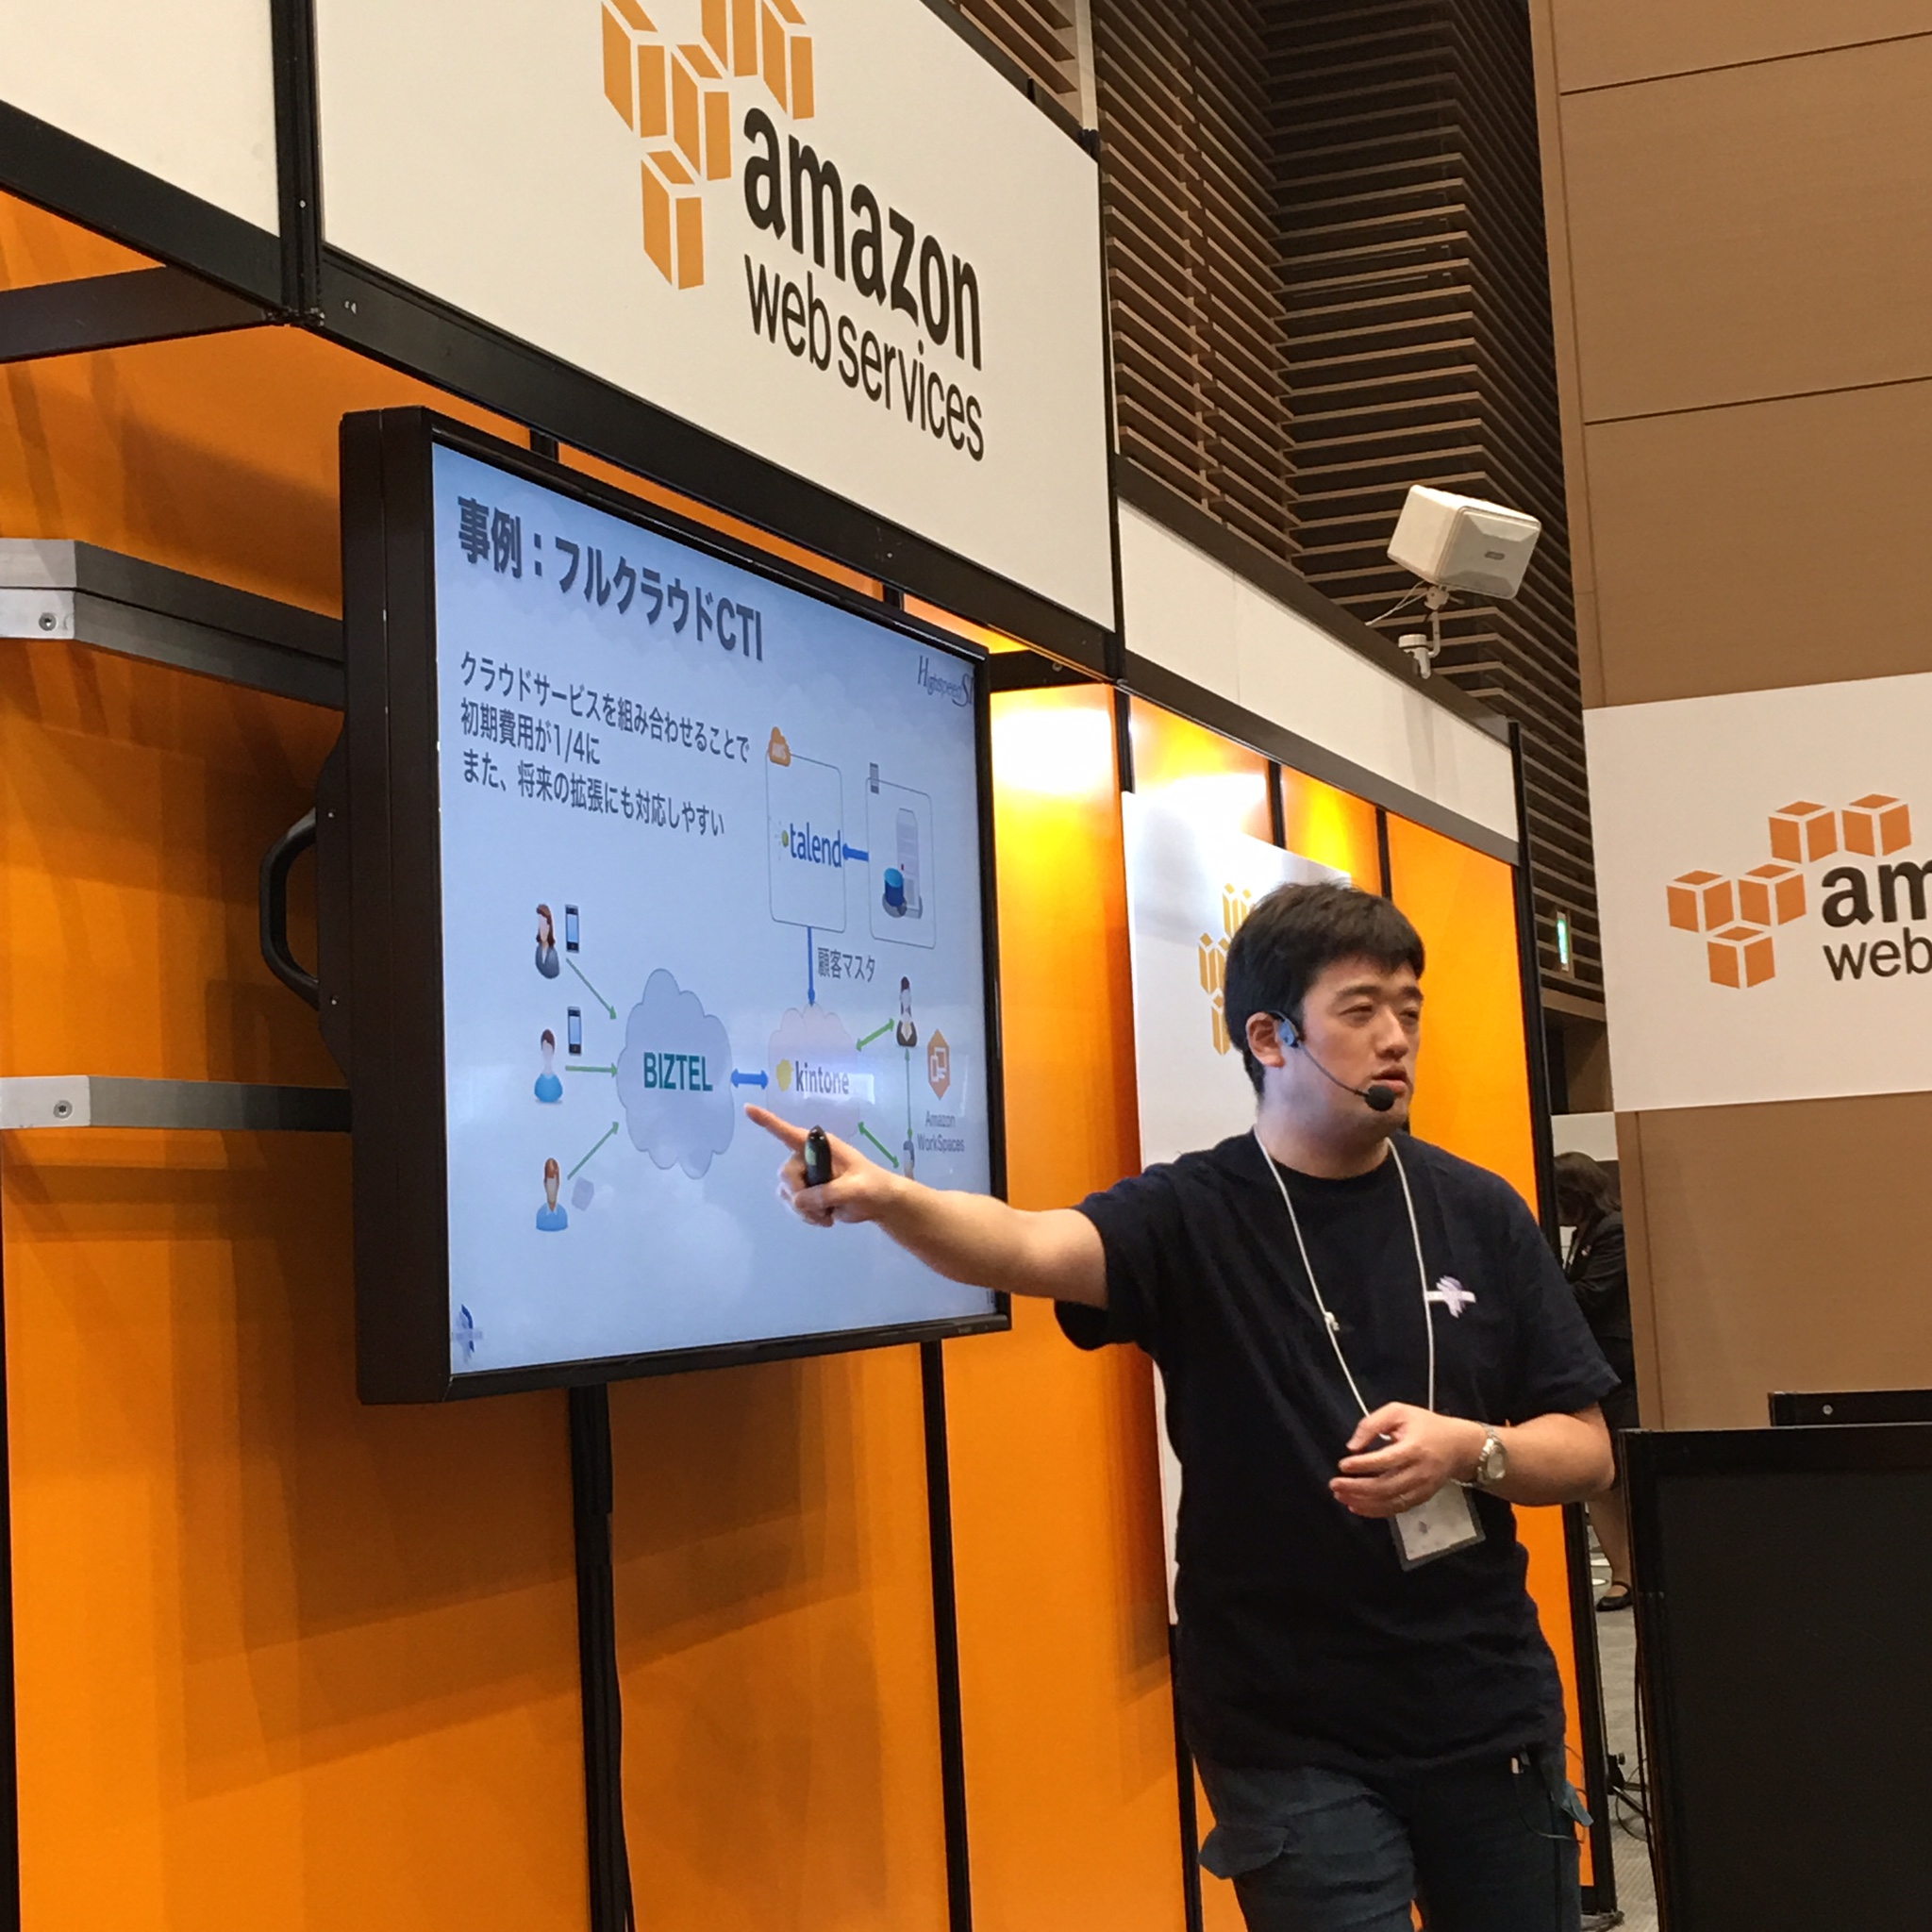 amazon
web services
事例：フルクラウドCTI
HighspeedSI
クラウドサービスを組み合わせることで
初期費用が1/4に
また、将来の拡張にも対応しやすい
AWS
talend
顧客マスタ
BIZTEL
kintone
Amazon
WorkSpaces
am
web